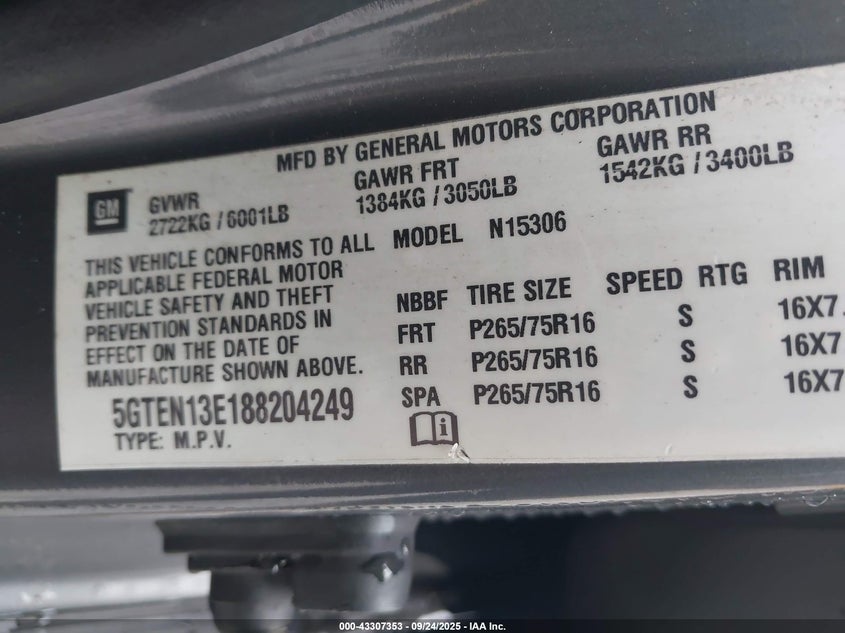 MFD BY GENERAL MOTORS CORPORATION
GM
GVWR
2722KG / 6001LB
GAWR FRT
1384KG / 3050LB
GAWR RR
1542KG / 3400LB
THIS VEHICLE CONFORMS TO ALL
APPLICABLE FEDERAL MOTOR
VEHICLE SAFETY AND THEFT
PREVENTION STANDARDS IN
EFFECT ON THE DATE OF
MANUFACTURE SHOWN ABOVE.
5GTEN13E188204249
TYPE: M.P.V.
MODEL N15306
NBBF TIRE SIZE SPEED RTG RIM
FRT P265/75R16 S 16X7.
RR P265/75R16 S 16X7
SPA P265/75R16 S 16X7
i
000-43307353 - 09/24/2025 - IAA Inc.